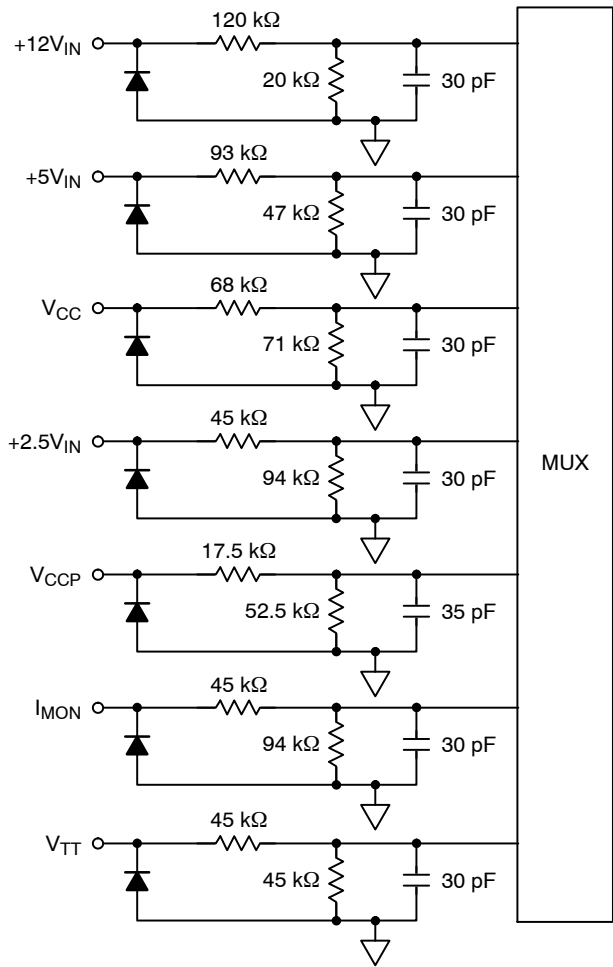 120 kΩ
+12V_IN
20 kΩ
30 pF
93 kΩ
+5V_IN
47 kΩ
30 pF
68 kΩ
V_CC
71 kΩ
30 pF
45 kΩ
+2.5V_IN
94 kΩ
30 pF
MUX
17.5 kΩ
V_CCP
52.5 kΩ
35 pF
45 kΩ
I_MON
94 kΩ
30 pF
45 kΩ
V_TT
45 kΩ
30 pF